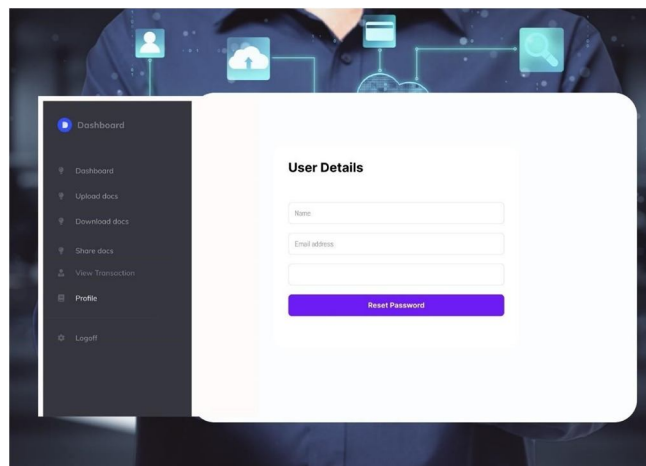 Dashboard
Dashboard
Upload docs
Download docs
Share docs
View Transaction
Profile
Logoff
User Details
Name
Email address
Reset Password